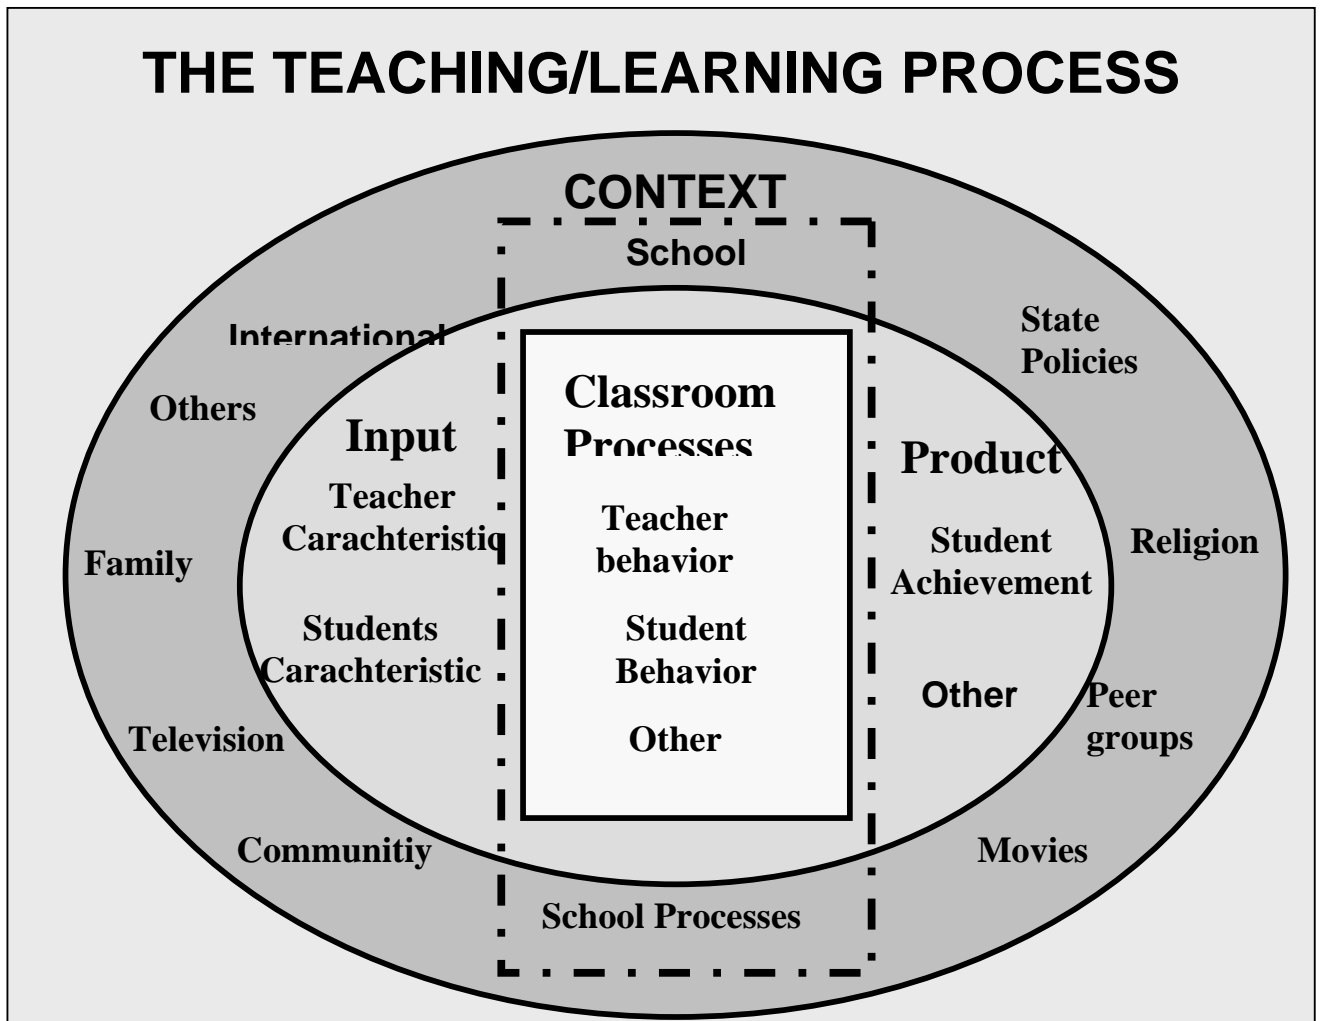 THE TEACHING/LEARNING PROCESS
CONTEXT
School
International
Others
Family
Television
Communitiy
Input
Teacher
Carachteristic
Students
Carachteristic
Classroom
Processes
Teacher
behavior
Student
Behavior
Other
Product
Student
Achievement
Other
State
Policies
Religion
Peer
groups
Movies
School Processes